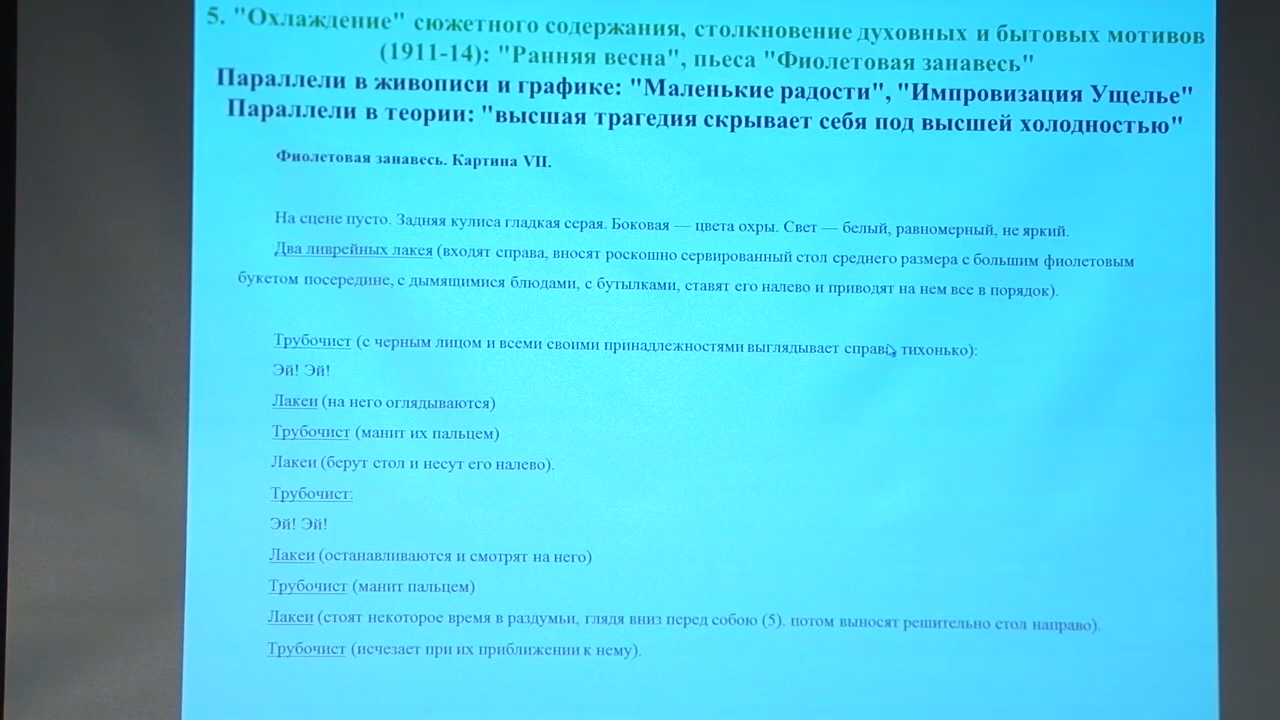 5. "Охлаждение" сюжетного содержания, столкновение духовных и бытовых мотивов
(1911-14): "Ранняя весна", пьеса "Фиолетовая занавесь"
Параллели в живописи и графике: "Маленькие радости", "Импровизация Ущелье"
Параллели в теории: "высшая трагедия скрывает себя под высшей холодностью"
Фиолетовая занавесь. Картина VII.
На сцене пусто. Задняя кулиса гладкая серая. Боковая — цвета охры. Свет — белый, равномерный, не яркий.
Два ливрейных лакея (входят справа, вносят роскошно сервированный стол среднего размера с большим фиолетовым
букетом посередине, с дымящимися блюдами, с бутылками, ставят его налево и приводят на нем все в порядок).
Трубочист (с черным лицом и всеми своими принадлежностями выглядывает справа тихонько):
Эй! Эй!
Лакеи (на него оглядываются)
Трубочист (манит их пальцем)
Лакеи (берут стол и несут его налево).
Трубочист:
Эй! Эй!
Лакеи (останавливаются и смотрят на него)
Трубочист (манит пальцем)
Лакеи (стоят некоторое время в раздумьи, глядя вниз перед собою (5). потом выносят решительно стол направо).
Трубочист (исчезает при их приближении к нему).